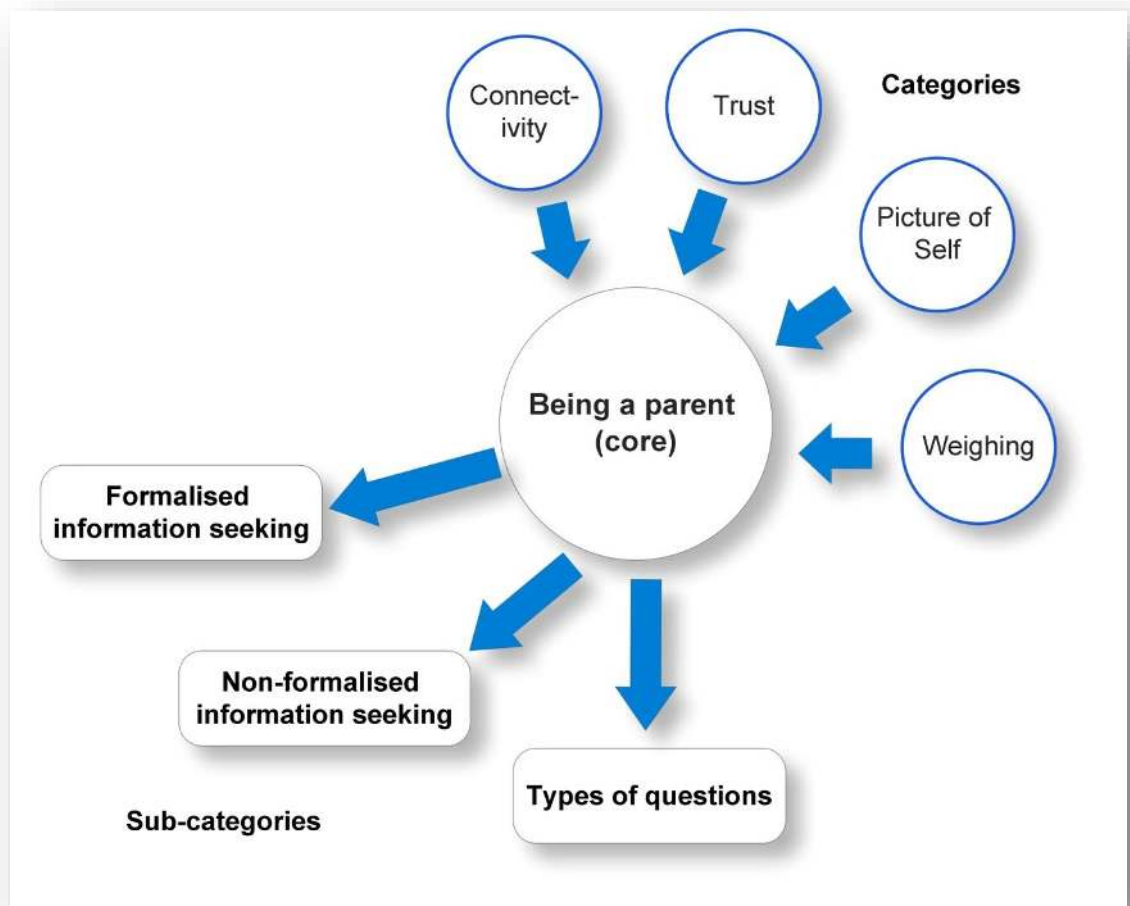 Connect-
ivity
Trust
Categories
Picture of
Self
Being a parent
(core)
Weighing
Formalised
information seeking
Non-formalised
information seeking
Types of questions
Sub-categories